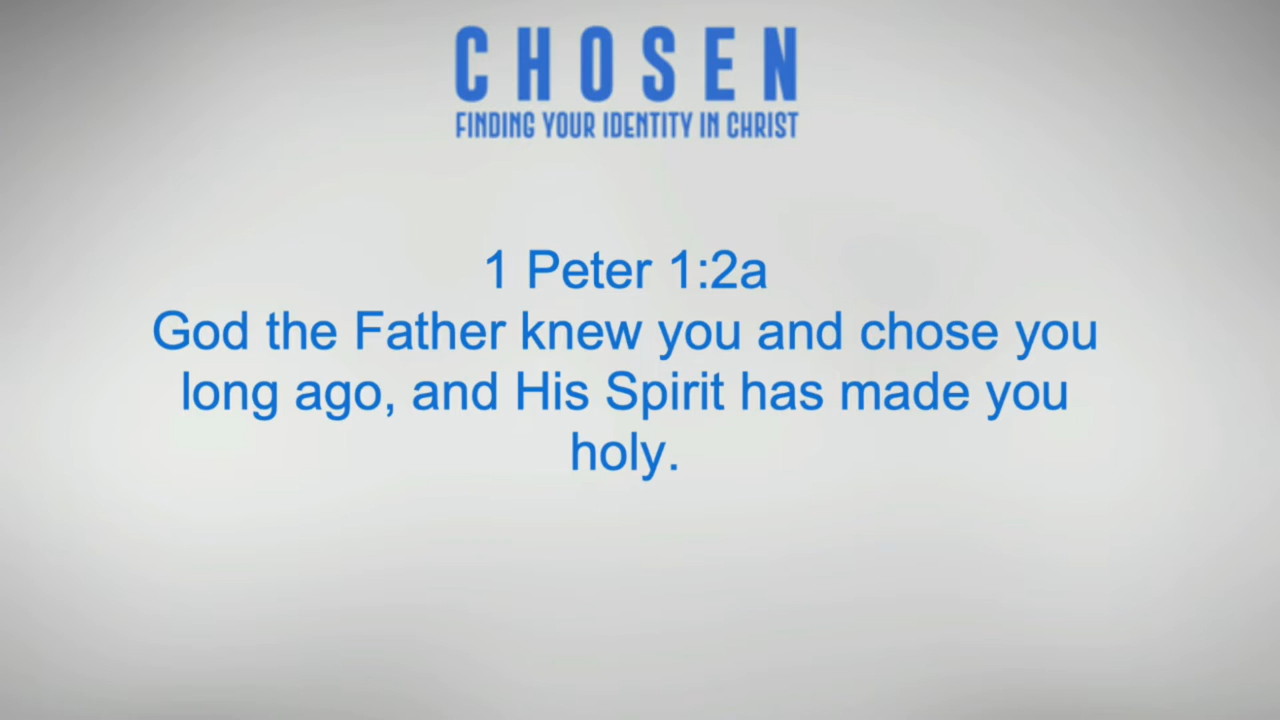 CHOSEN
FINDING YOUR IDENTITY IN CHRIST
1 Peter 1:2a
God the Father knew you and chose you
long ago, and His Spirit has made you
holy.